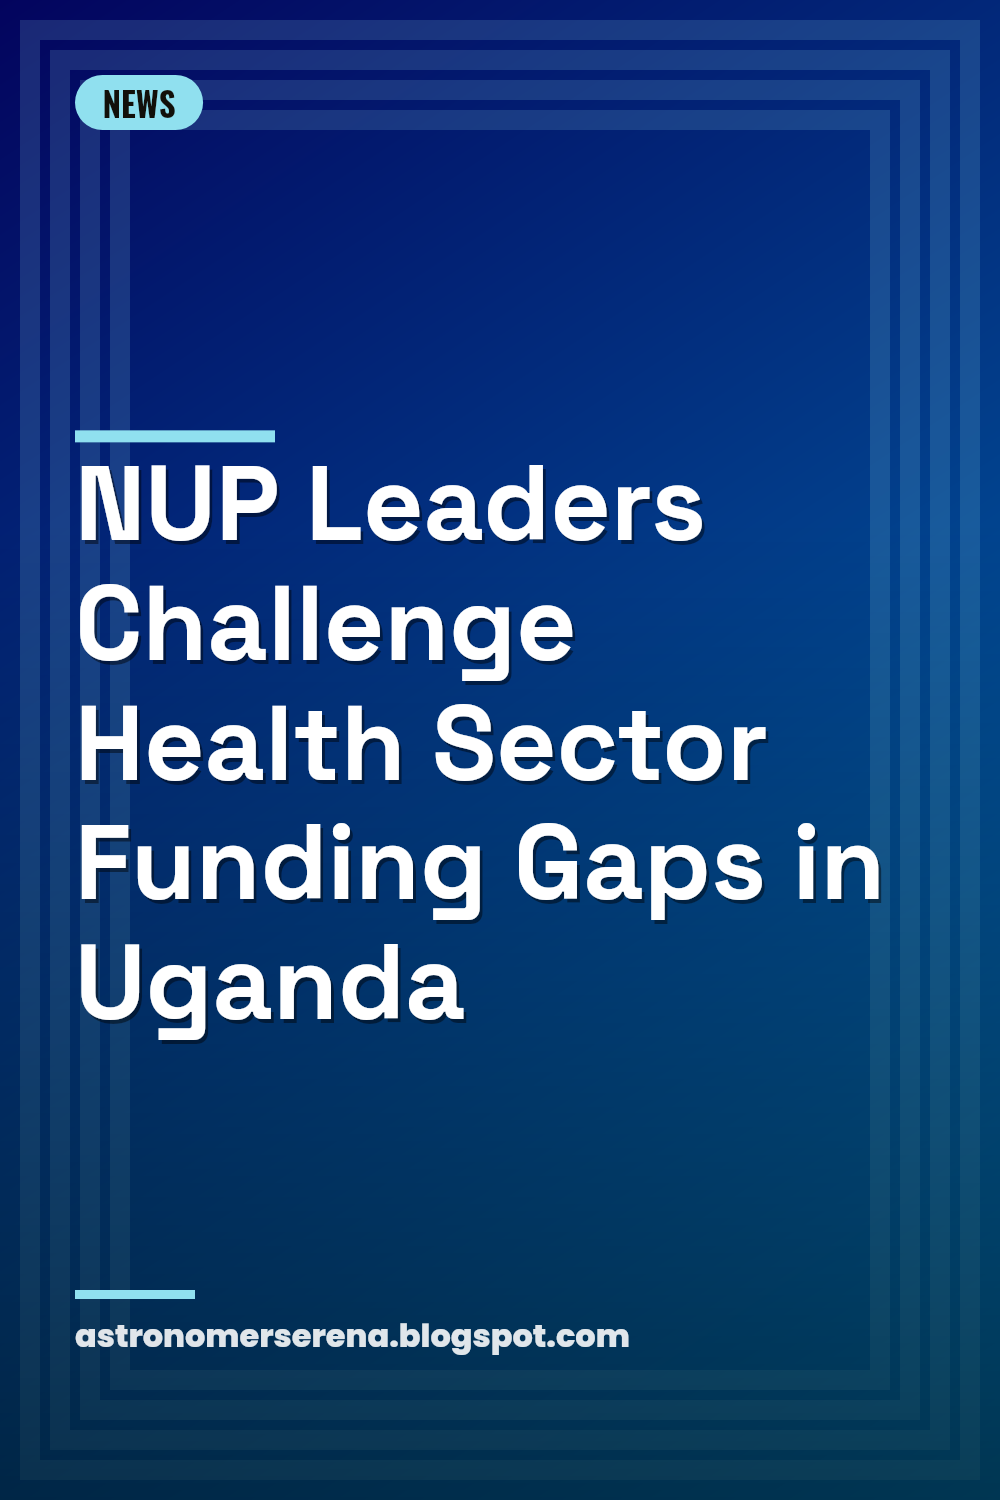 NEWS
NUP Leaders
Challenge
Health Sector
Funding Gaps in
Uganda
astronomerserena.blogspot.com